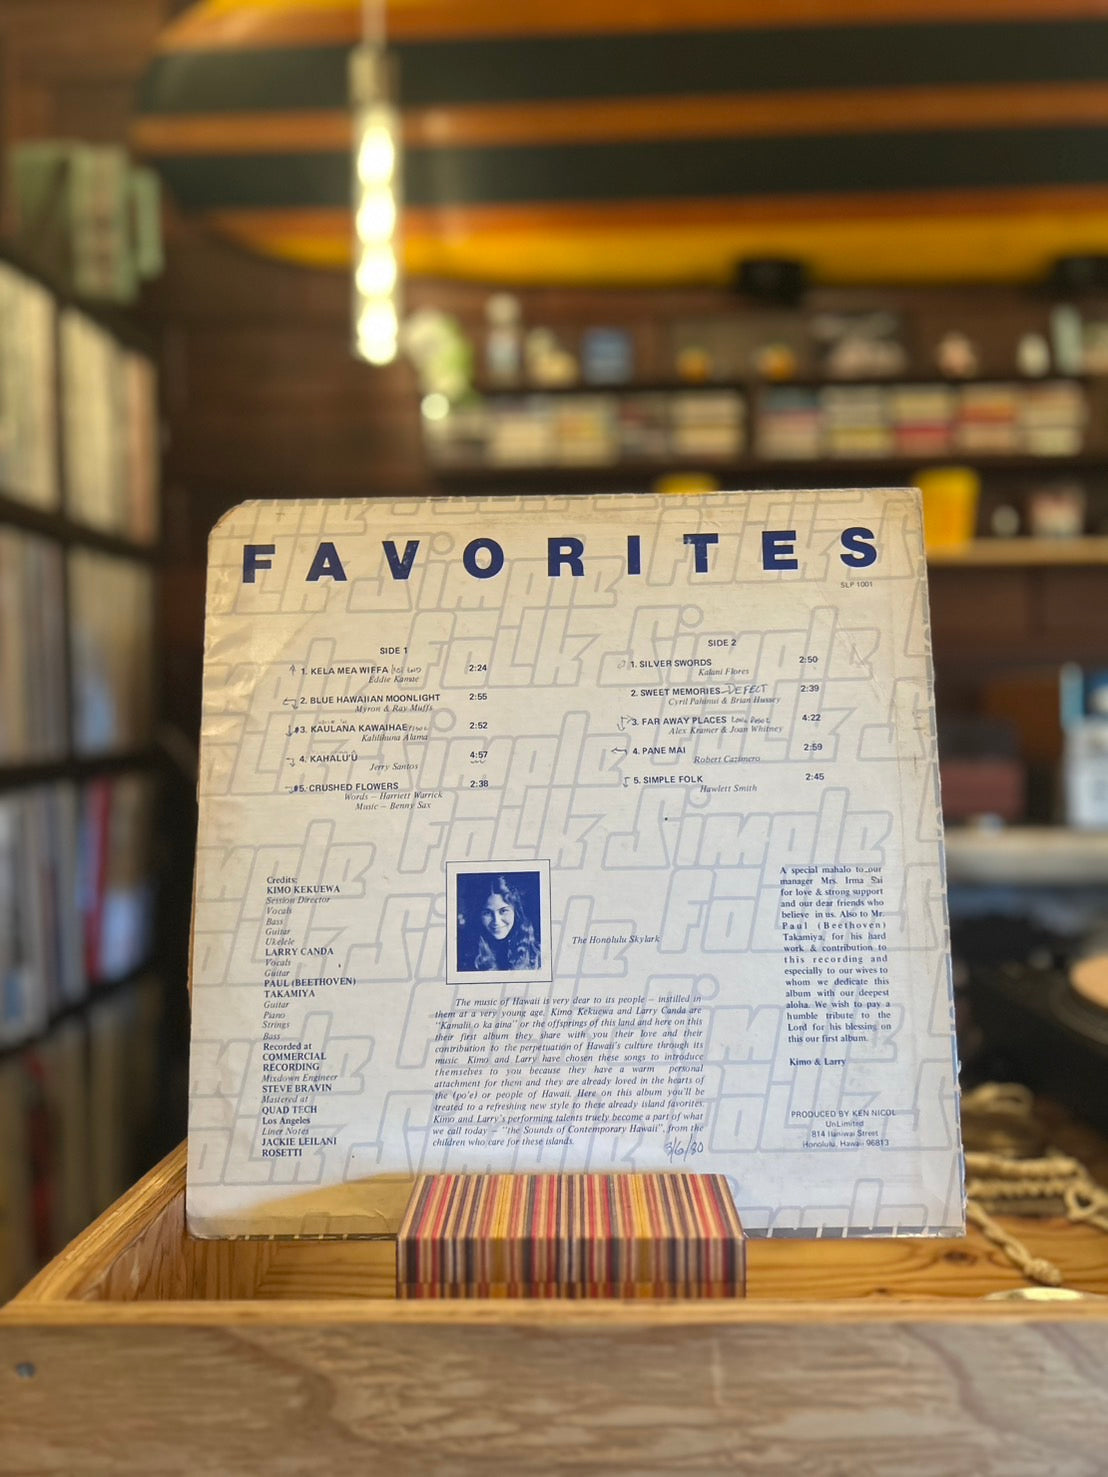 FAVORITES
SLP 1001
SIDE 1
1. KELA MEA WIFFA 2:24
Eddie Kamae
2. BLUE HAWAIIAN MOONLIGHT 2:55
Myron & Ray Muffs
3. KAULANA KAWAIHAE 2:52
Kalilihuna Alama
4. KAHALU'Ū 4:57
Jerry Santos
5. CRUSHED FLOWERS 2:38
Words – Harriett Warrick
Music – Benny Sax
SIDE 2
1. SILVER SWORDS 2:50
Kalani Flores
2. SWEET MEMORIES DEFECT 2:39
Cyril Pahinui & Brian Hussey
3. FAR AWAY PLACES 4:22
Alex Kramer & Joan Whitney
4. PANE MAI 2:59
Robert Cazimero
5. SIMPLE FOLK 2:45
Hawlett Smith
Credits:
KIMO KEKUEWA
Session Director
Vocals
Bass
Guitar
Ukelele
LARRY CANDA
Vocals
Guitar
PAUL (BEETHOVEN)
TAKAMIYA
Guitar
Piano
Strings
Bass
Recorded at
COMMERCIAL
RECORDING
Mixdown Engineer
STEVE BRAVIN
Mastered at
QUAD TECH
Los Angeles
Liner Notes
JACKIE LEILANI
ROSETTI
The Honolulu Skylark
The music of Hawaii is very dear to its people – instilled in
them at a very young age. Kimo Kekuewa and Larry Canda are
"Kamalii o ka aina" or the offsprings of this land and here on this
their first album they share with you their love and their
contribution to the perpetuation of Hawaii's culture through its
music. Kimo and Larry have chosen these songs to introduce
themselves to you because they have a warm personal
attachment for them and they are already loved in the hearts of
the (po'e) or people of Hawaii. Here on this album you'll be
treated to a refreshing new style to these already island favorites.
Kimo and Larry's performing talents truely become a part of what
we call today – "the Sounds of Contemporary Hawaii", from the
children who care for these islands.
3/6/80
A special mahalo to our
manager Mrs. Irma Sai
for love & strong support
and our dear friends who
believe in us. Also to Mr.
Paul (Beethoven)
Takamiya, for his hard
work & contribution to
this recording and
especially to our wives to
whom we dedicate this
album with our deepest
aloha. We wish to pay a
humble tribute to the
Lord for his blessing on
this our first album.
Kimo & Larry
PRODUCED BY KEN NICOL
UnLimited
814 Ilaniwai Street
Honolulu, Hawaii 96813